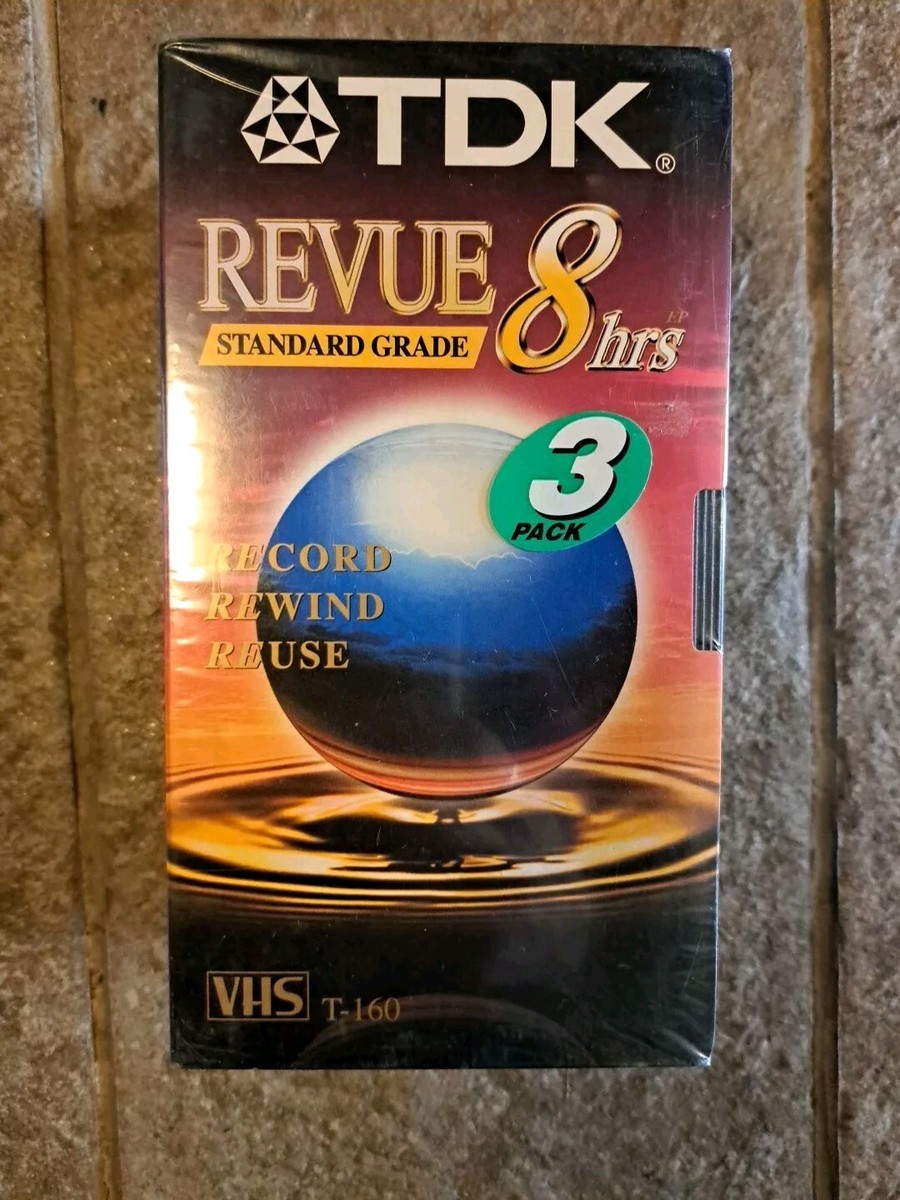 TDK®
REVUE 8 hrs EP
STANDARD GRADE
3
PACK
RECORD
REWIND
REUSE
VHS T-160